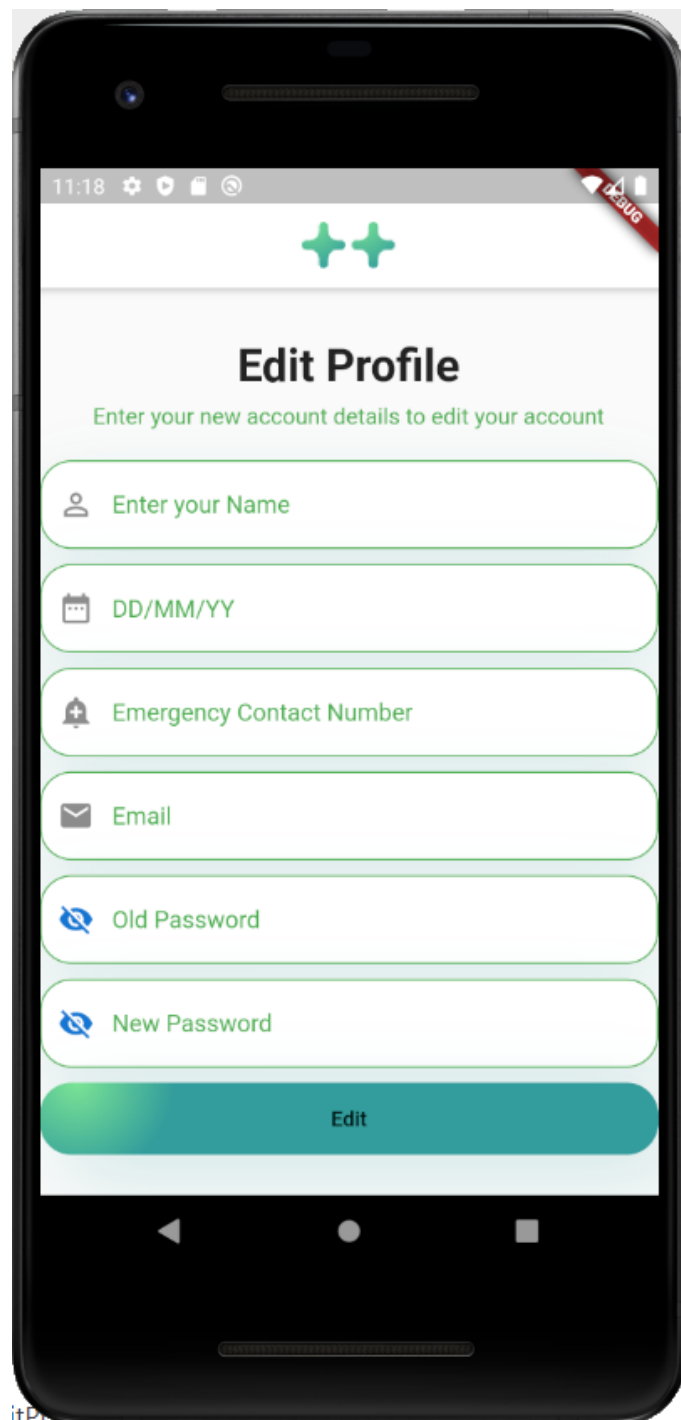 11:18
DEBUG
Edit Profile
Enter your new account details to edit your account
Enter your Name
DD/MM/YY
Emergency Contact Number
Email
Old Password
New Password
Edit